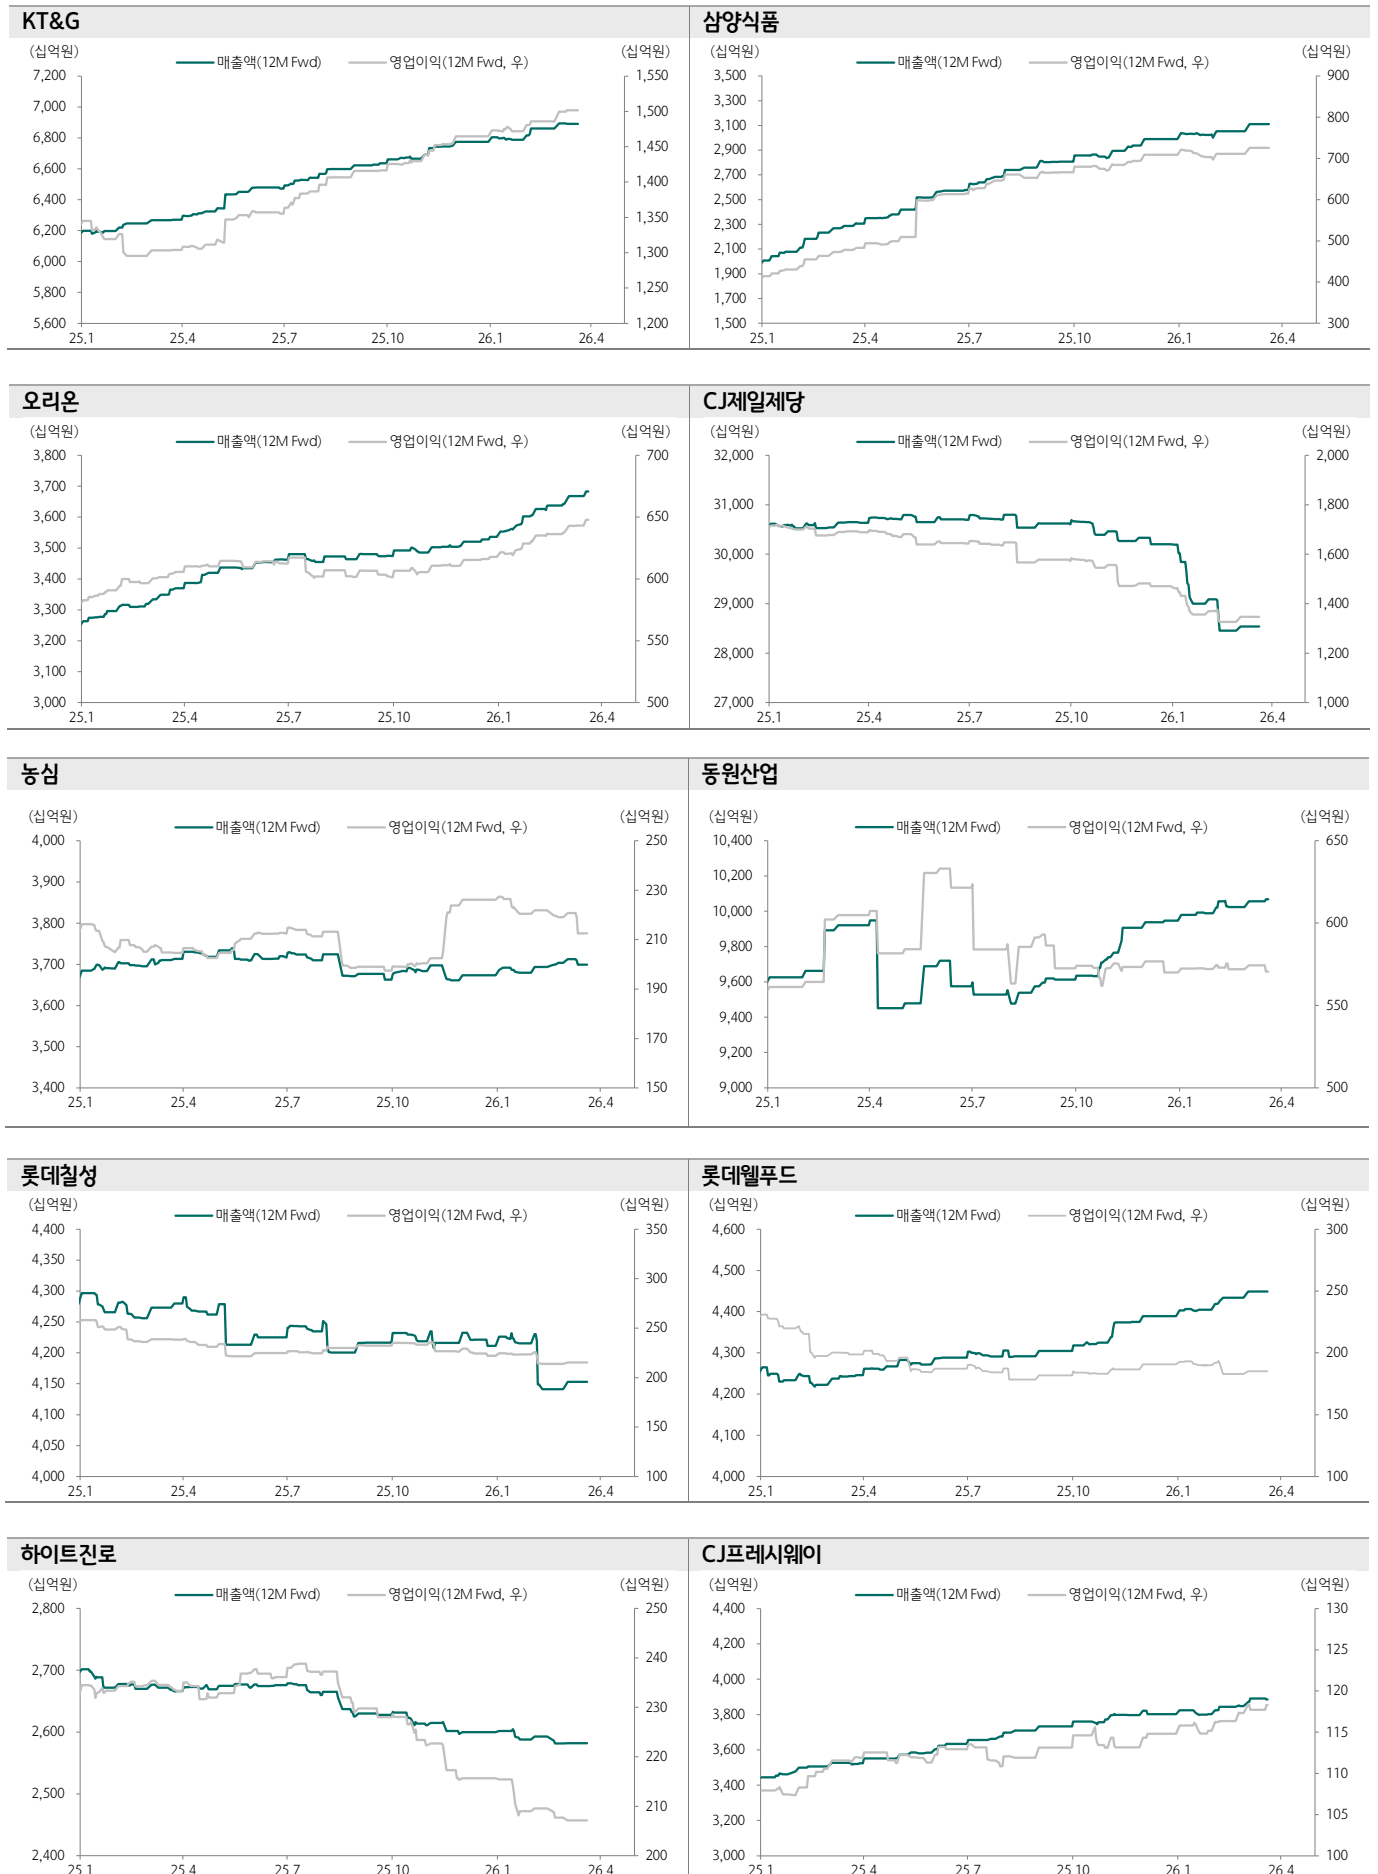 KT&G
(십억원) (십억원)
매출액(12M Fwd) 영업이익(12M Fwd, 우)
7,200 1,550
7,000 1,500
6,800 1,450
6,600 1,400
6,400 1,350
6,200 1,300
6,000 1,250
5,800 1,200
5,600
25.1 25.4 25.7 25.10 26.1 26.4
삼양식품
(십억원) (십억원)
매출액(12M Fwd) 영업이익(12M Fwd, 우)
3,500 900
3,300 800
3,100 700
2,900 600
2,700 500
2,500 400
2,300 300
2,100
1,900
1,700
1,500
25.1 25.4 25.7 25.10 26.1 26.4
오리온
(십억원) (십억원)
매출액(12M Fwd) 영업이익(12M Fwd, 우)
3,800 700
3,700 650
3,600 600
3,500 550
3,400 500
3,300
3,200
3,100
3,000
25.1 25.4 25.7 25.10 26.1 26.4
CJ제일제당
(십억원) (십억원)
매출액(12M Fwd) 영업이익(12M Fwd, 우)
32,000 2,000
31,000 1,800
30,000 1,600
29,000 1,400
28,000 1,200
27,000 1,000
25.1 25.4 25.7 25.10 26.1 26.4
농심
(십억원) (십억원)
매출액(12M Fwd) 영업이익(12M Fwd, 우)
4,000 250
3,900 230
3,800 210
3,700 190
3,600 170
3,500 150
3,400
25.1 25.4 25.7 25.10 26.1 26.4
동원산업
(십억원) (십억원)
매출액(12M Fwd) 영업이익(12M Fwd, 우)
10,400 650
10,200 600
10,000 550
9,800 500
9,600
9,400
9,200
9,000
25.1 25.4 25.7 25.10 26.1 26.4
롯데칠성
(십억원) (십억원)
매출액(12M Fwd) 영업이익(12M Fwd, 우)
4,400 350
4,350 300
4,300 250
4,250 200
4,200 150
4,150 100
4,100
4,050
4,000
25.1 25.4 25.7 25.10 26.1 26.4
롯데웰푸드
(십억원) (십억원)
매출액(12M Fwd) 영업이익(12M Fwd, 우)
4,600 300
4,500 250
4,400 200
4,300 150
4,200 100
4,100
4,000
25.1 25.4 25.7 25.10 26.1 26.4
하이트진로
(십억원) (십억원)
매출액(12M Fwd) 영업이익(12M Fwd, 우)
2,800 250
2,700 240
2,600 230
2,500 220
2,400 210
200
25.1 25.4 25.7 25.10 26.1 26.4
CJ프레시웨이
(십억원) (십억원)
매출액(12M Fwd) 영업이익(12M Fwd, 우)
4,400 130
4,200 125
4,000 120
3,800 115
3,600 110
3,400 105
3,200 100
3,000
25.1 25.4 25.7 25.10 26.1 26.4